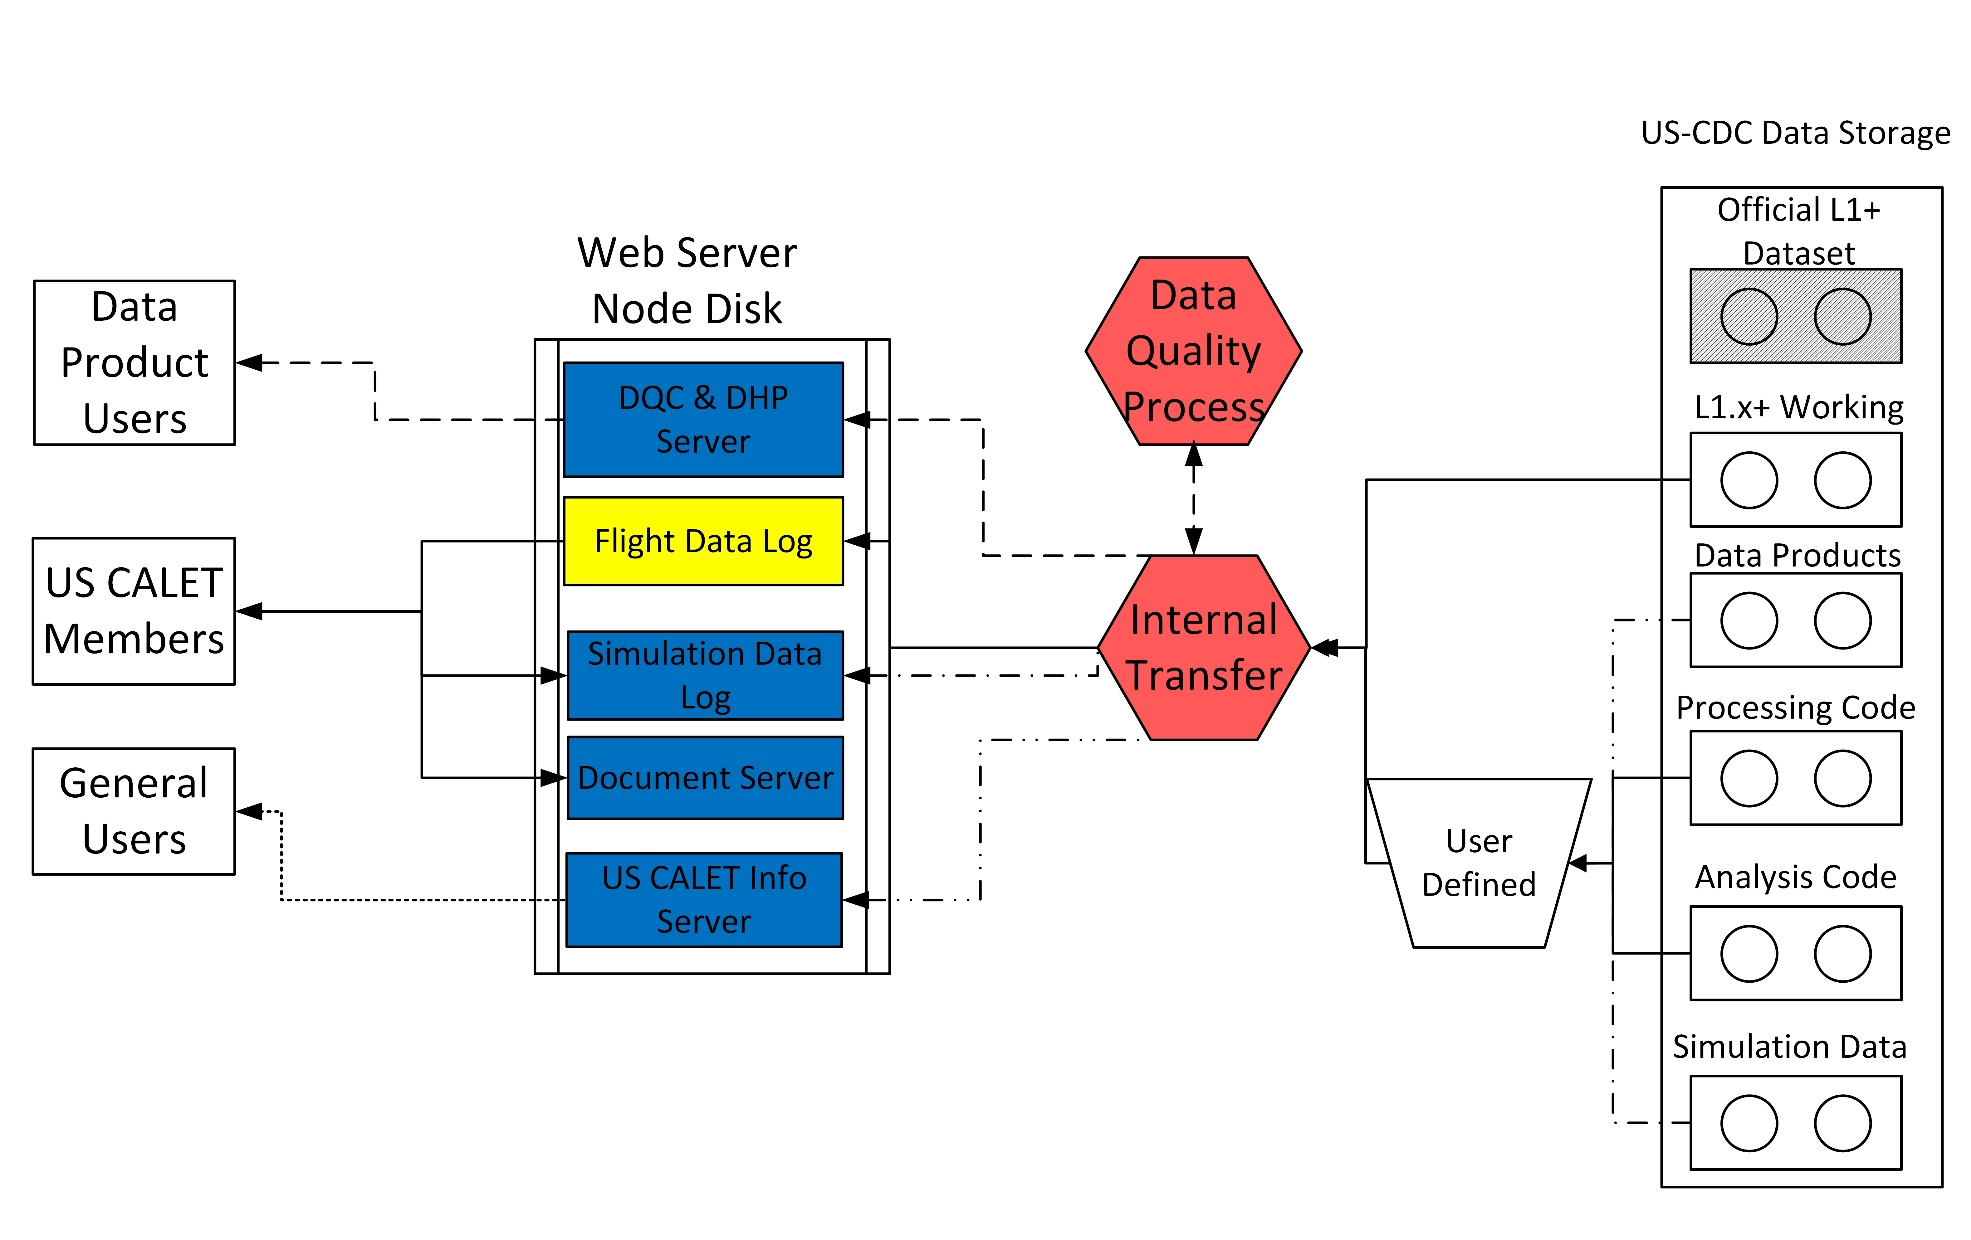 US-CDC Data Storage
Official L1+
Dataset
L1.x+ Working
Data Products
Processing Code
Analysis Code
Simulation Data
Web Server
Node Disk
DQC & DHP
Server
Flight Data Log
Simulation Data
Log
Document Server
US CALET Info
Server
Data
Product
Users
US CALET
Members
General
Users
Data
Quality
Process
Internal
Transfer
User
Defined